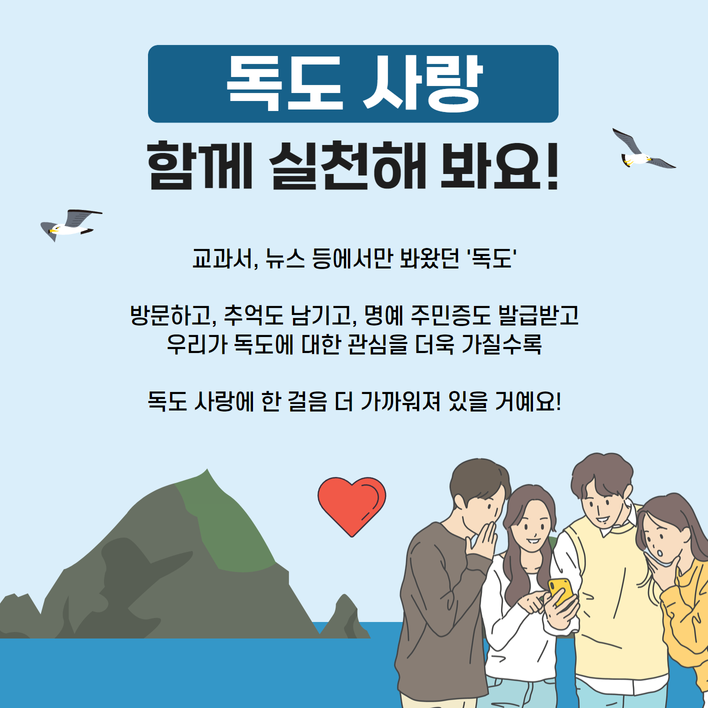 독도 사랑
함께 실천해 봐요!
교과서, 뉴스 등에서만 봐왔던 '독도'
방문하고, 추억도 남기고, 명예 주민증도 발급받고
우리가 독도에 대한 관심을 더욱 가질수록
독도 사랑에 한 걸음 더 가까워져 있을 거예요!